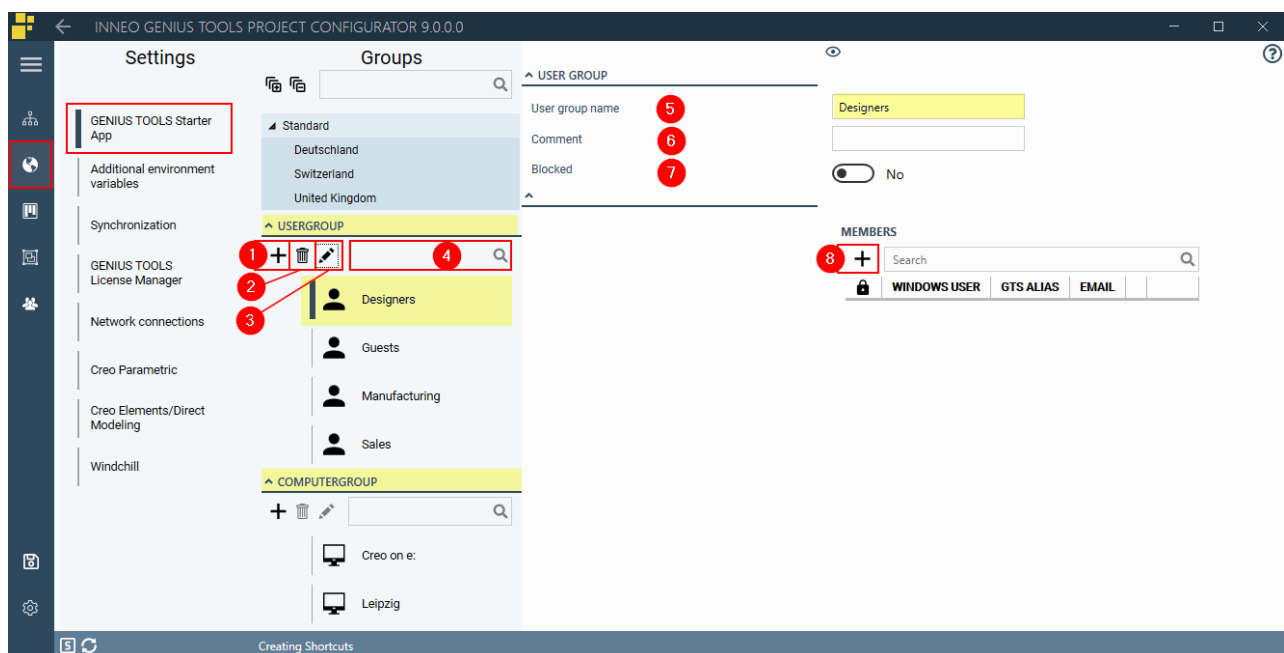 INNEO GENIUS TOOLS PROJECT CONFIGURATOR 9.0.0.0
Settings
GENIUS TOOLS Starter
App
Additional environment
variables
Synchronization
GENIUS TOOLS
License Manager
Network connections
Creo Parametric
Creo Elements/Direct
Modeling
Windchill
Groups
Standard
Deutschland
Switzerland
United Kingdom
USERGROUP
1
2
3
4
Designers
Guests
Manufacturing
Sales
COMPUTERGROUP
Creo on e:
Leipzig
USER GROUP
User group name 5 Designers
Comment 6
Blocked 7 No
MEMBERS
8 Search
WINDOWS USER GTS ALIAS EMAIL
S Creating Shortcuts